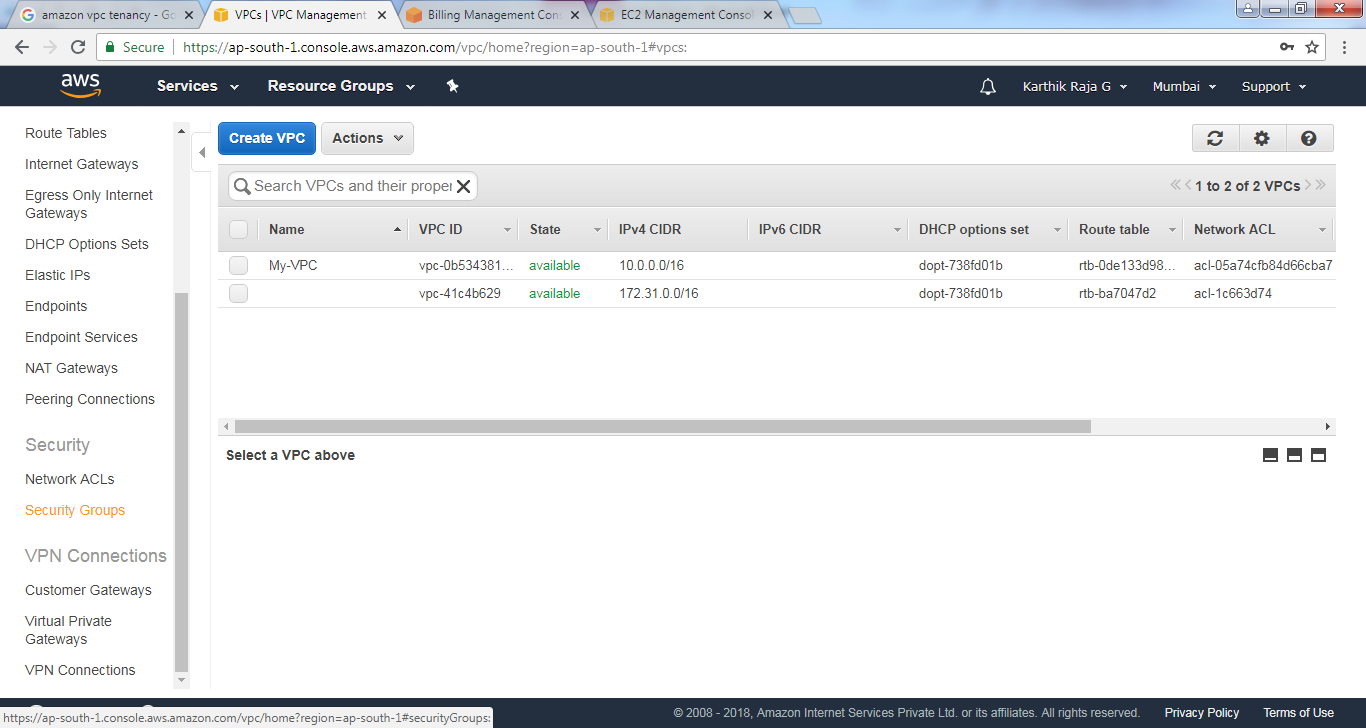 amazon vpc tenancy - Go
VPCs | VPC Management
Billing Management Con
EC2 Management Consol
Secure
https://ap-south-1.console.aws.amazon.com/vpc/home?region=ap-south-1#vpcs:
aws
Services
Resource Groups
Karthik Raja G
Mumbai
Support
Route Tables
Internet Gateways
Egress Only Internet
Gateways
DHCP Options Sets
Elastic IPs
Endpoints
Endpoint Services
NAT Gateways
Peering Connections
Security
Network ACLs
Security Groups
VPN Connections
Customer Gateways
Virtual Private
Gateways
VPN Connections
Create VPC
Actions
Search VPCs and their proper
1 to 2 of 2 VPCs
Name VPC ID State IPv4 CIDR IPv6 CIDR DHCP options set Route table Network ACL
My-VPC vpc-0b534381... available 10.0.0.0/16 dopt-738fd01b rtb-0de133d98... acl-05a74cfb84d66cba7
vpc-41c4b629 available 172.31.0.0/16 dopt-738fd01b rtb-ba7047d2 acl-1c663d74
Select a VPC above
https://ap-south-1.console.aws.amazon.com/vpc/home?region=ap-south-1#securityGroups:
© 2008 - 2018, Amazon Internet Services Private Ltd. or its affiliates. All rights reserved.
Privacy Policy
Terms of Use